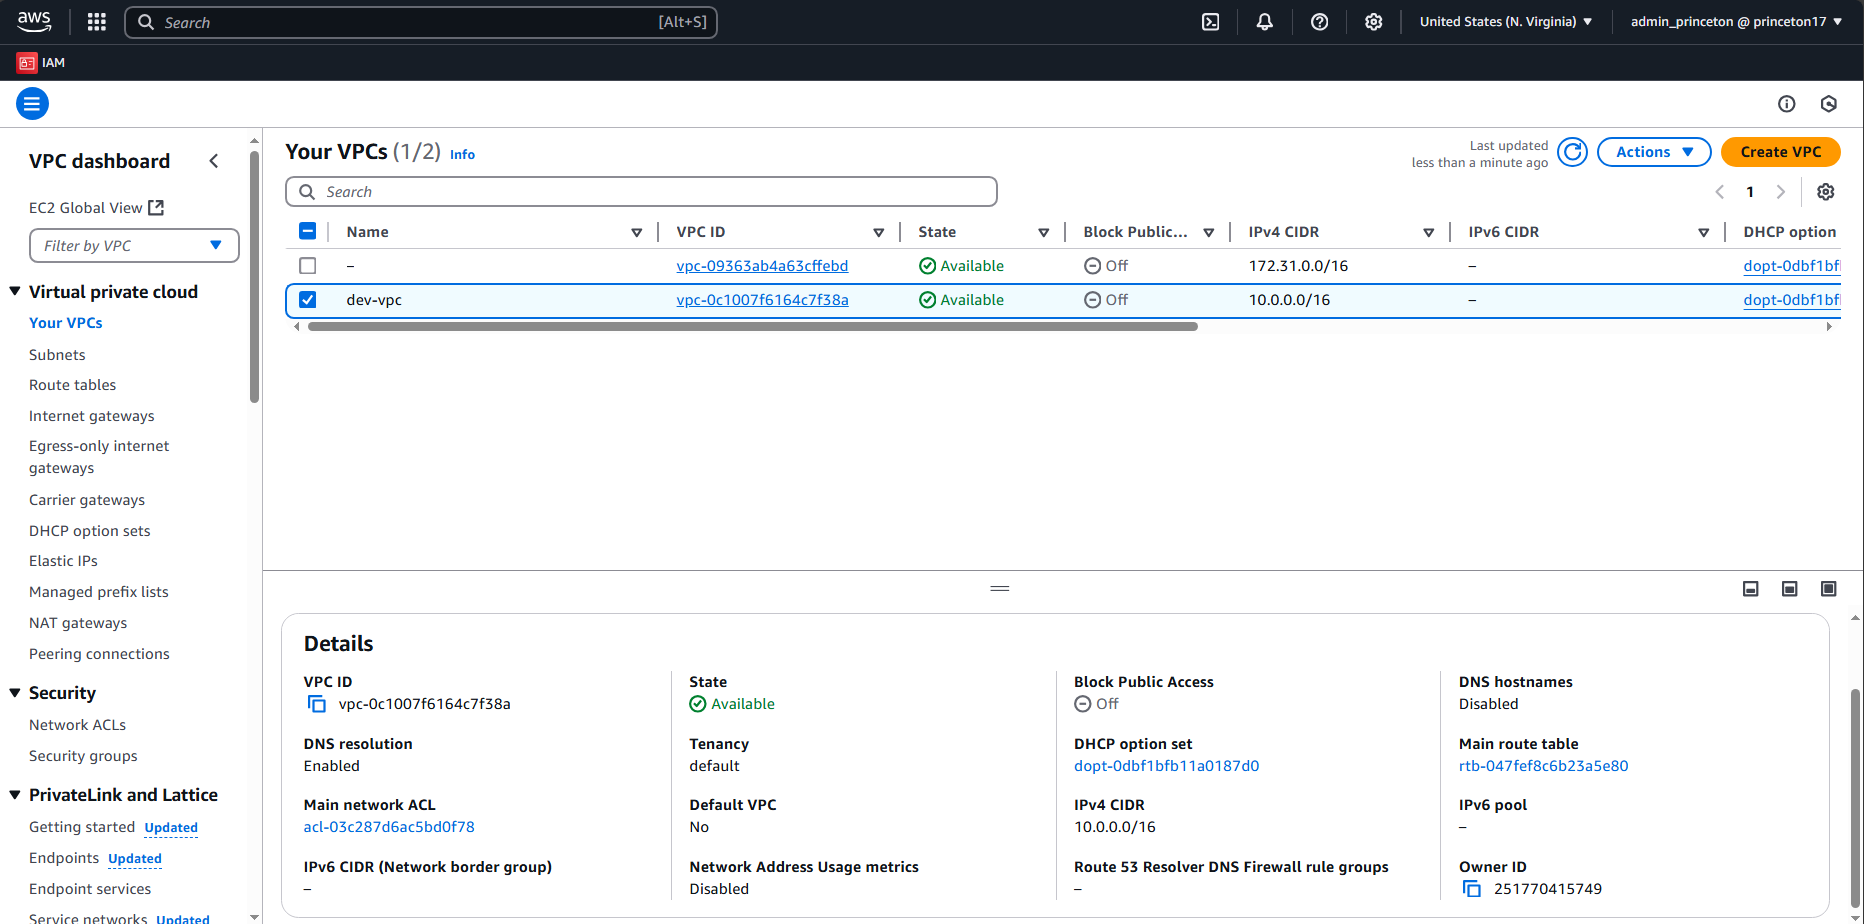 aws
Search [Alt+S]
United States (N. Virginia)
admin_princeton @ princeton17
IAM
VPC dashboard
EC2 Global View
Filter by VPC
Virtual private cloud
Your VPCs
Subnets
Route tables
Internet gateways
Egress-only internet
gateways
Carrier gateways
DHCP option sets
Elastic IPs
Managed prefix lists
NAT gateways
Peering connections
Security
Network ACLs
Security groups
PrivateLink and Lattice
Getting started Updated
Endpoints Updated
Endpoint services
Service networks Updated
Your VPCs (1/2) Info
Last updated
less than a minute ago
Actions
Create VPC
Search
1
Name VPC ID State Block Public... IPv4 CIDR IPv6 CIDR DHCP option
– vpc-09363ab4a63cffebd Available Off 172.31.0.0/16 – dopt-0dbf1bf
dev-vpc vpc-0c1007f6164c7f38a Available Off 10.0.0.0/16 – dopt-0dbf1bf
Details
VPC ID
vpc-0c1007f6164c7f38a
State
Available
Block Public Access
Off
DNS hostnames
Disabled
DNS resolution
Enabled
Tenancy
default
DHCP option set
dopt-0dbf1bfb11a0187d0
Main route table
rtb-047fef8c6b23a5e80
Main network ACL
acl-03c287d6ac5bd0f78
Default VPC
No
IPv4 CIDR
10.0.0.0/16
IPv6 pool
–
IPv6 CIDR (Network border group)
–
Network Address Usage metrics
Disabled
Route 53 Resolver DNS Firewall rule groups
–
Owner ID
251770415749